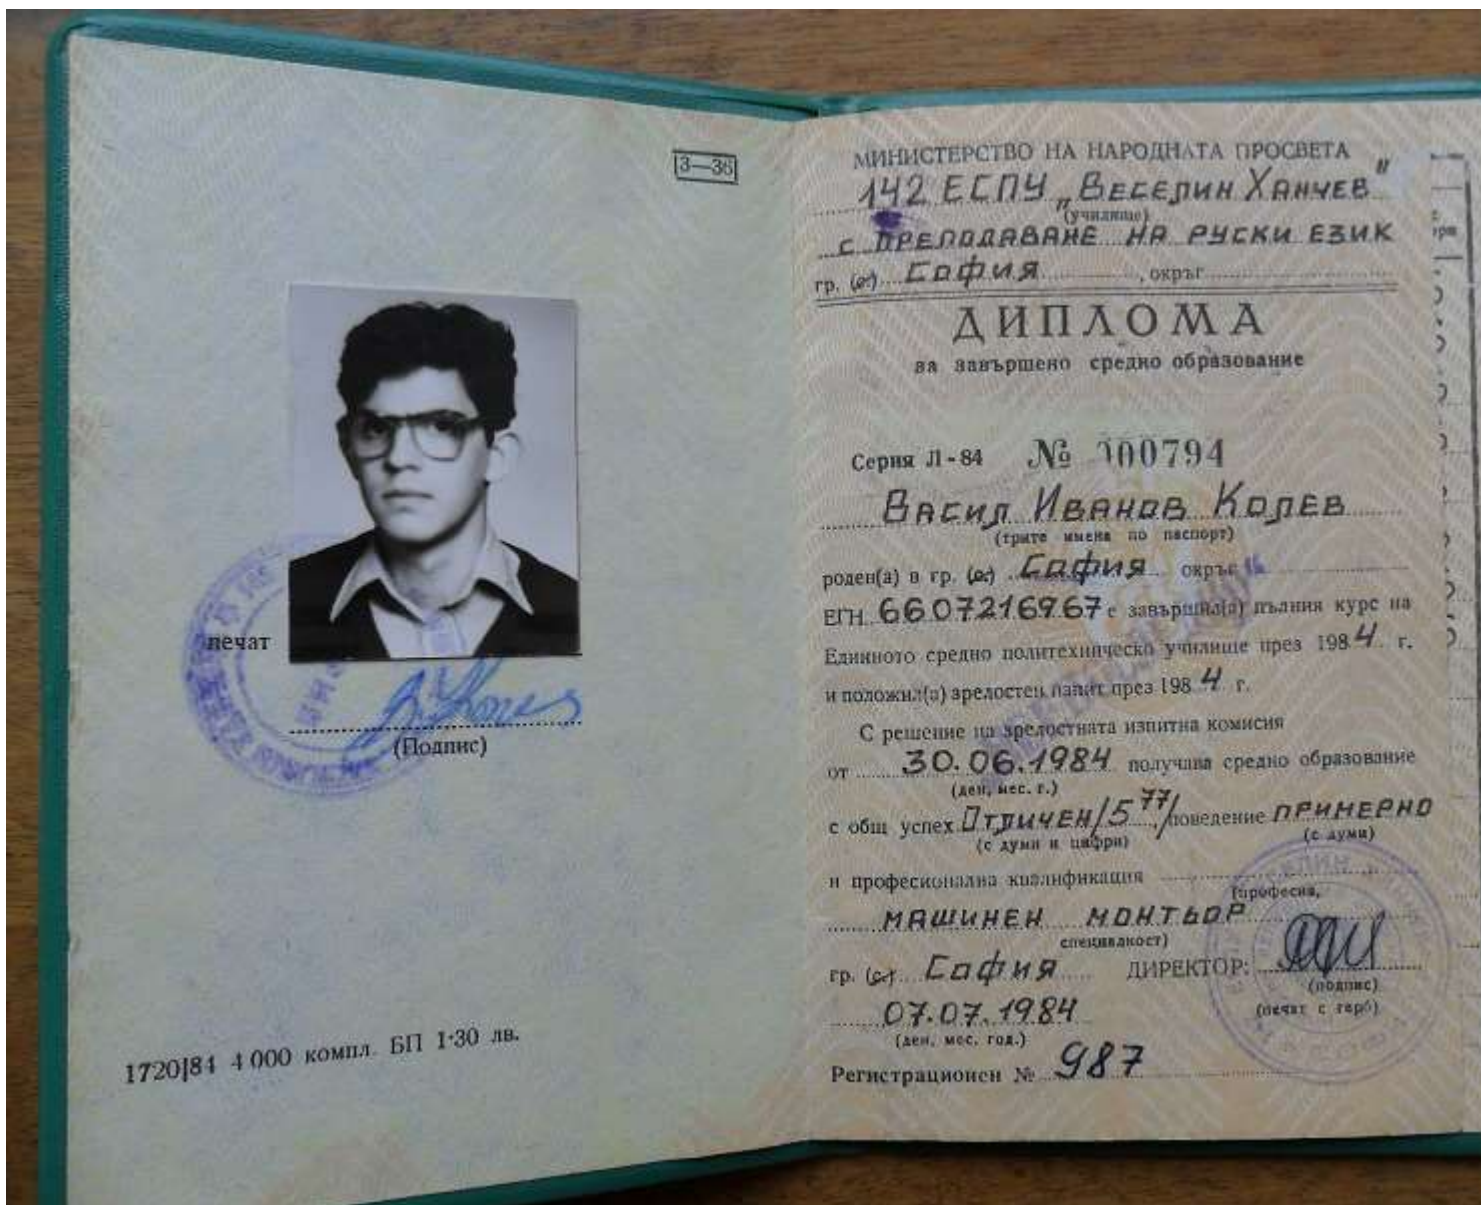 3—36
печат
(Подпис)
1720|84 4 000 компл. БП 1·30 лв.
МИНИСТЕРСТВО НА НАРОДНАТА ПРОСВЕТА
142 ЕСПУ „Веселин Ханчев"
(училище)
с преподаване на руски език
гр. (с.) София, окръг
ДИПЛОМА
за завършено средно образование
Серия Л-84 № 000794
Васил Иванов Колев
(трите имена по паспорт)
роден(а) в гр. (с.) София окръг
ЕГН 6607216967 е завършил(а) пълния курс на
Единното средно политехническо училище през 1984 г.
и положил(а) зрелостен изпит през 1984 г.
С решение на зрелостната изпитна комисия
от 30.06.1984 получава средно образование
(ден, мес. г.)
с общ успех Отличен/5 77/ поведение примерно
(с думи и цифри) (с думи)
и професионална квалификация
(професия,
машинен монтьор
специалност)
гр. (с.) София ДИРЕКТОР:
(подпис)
07.07.1984 (печат с герб)
(ден, мес. год.)
Регистрационен № 987